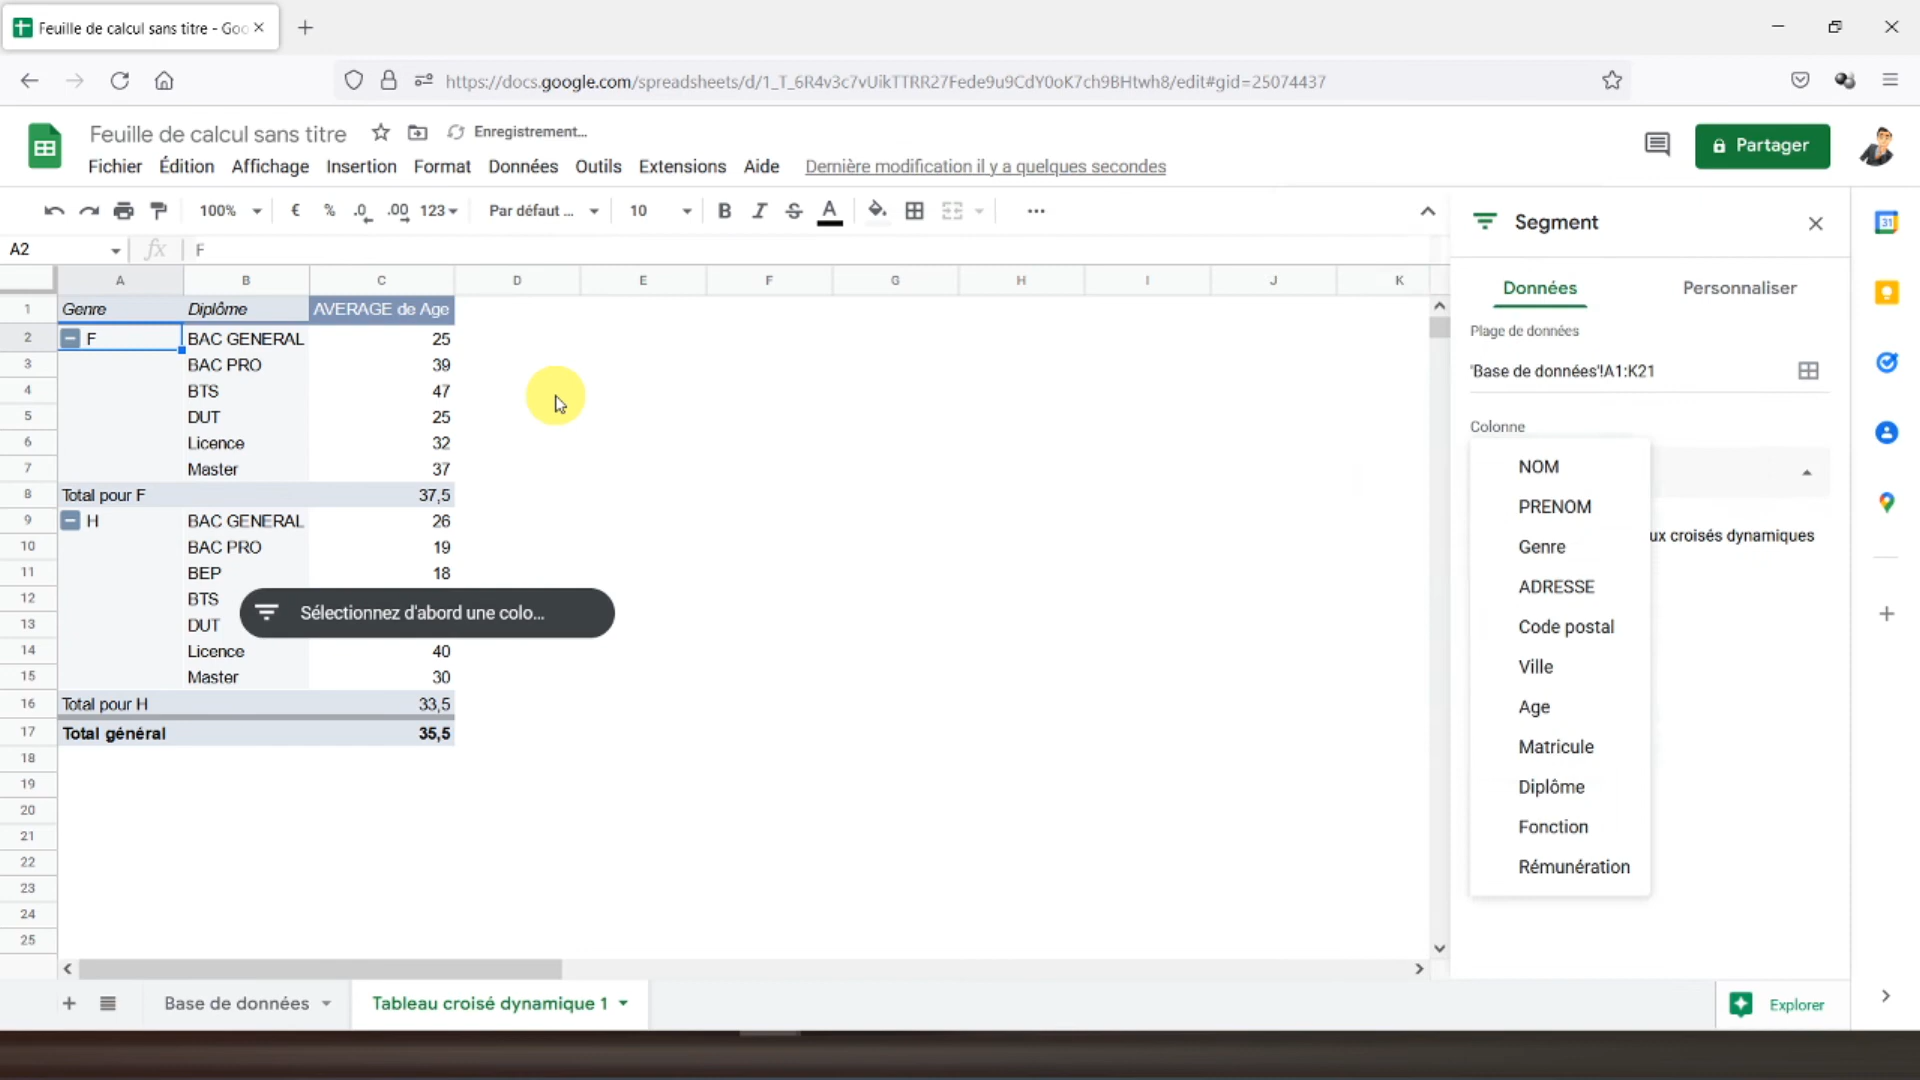 Feuille de calcul sans titre - Goo
https://docs.google.com/spreadsheets/d/1_T_6R4v3c7vUikTTRR27Fede9u9CdY0oK7ch9BHtwh8/edit#gid=25074437
Feuille de calcul sans titre
Enregistrement...
Fichier Édition Affichage Insertion Format Données Outils Extensions Aide Dernière modification il y a quelques secondes
Partager
100% € % .0 .00 123 Par défaut ... 10 B I S A
A2 fx F
A B C D E F G H I J K
1 Genre Diplôme AVERAGE de Age
2 F BAC GENERAL 25
3 BAC PRO 39
4 BTS 47
5 DUT 25
6 Licence 32
7 Master 37
8 Total pour F 37,5
9 H BAC GENERAL 26
10 BAC PRO 19
11 BEP 18
12 BTS
13 DUT
Sélectionnez d'abord une colo...
14 Licence 40
15 Master 30
16 Total pour H 33,5
17 Total général 35,5
18
19
20
21
22
23
24
25
Segment
Données Personnaliser
Plage de données
'Base de données'!A1:K21
Colonne
NOM
PRENOM
Genre
ADRESSE
Code postal
Ville
Age
Matricule
Diplôme
Fonction
Rémunération
ux croisés dynamiques
31
Base de données Tableau croisé dynamique 1
Explorer